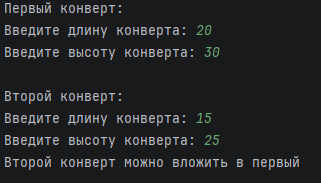 Первый конверт:
Введите длину конверта: 20
Введите высоту конверта: 30
Второй конверт:
Введите длину конверта: 15
Введите высоту конверта: 25
Второй конверт можно вложить в первый